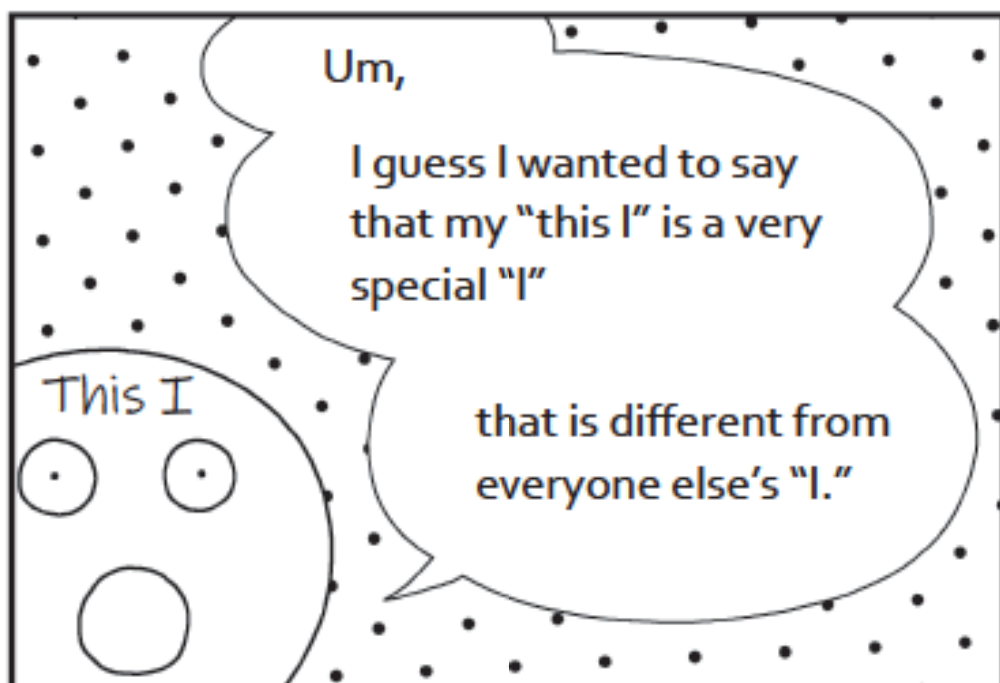 Um,
I guess I wanted to say
that my “this I” is a very
special “I”
that is different from
everyone else’s “I.”
This I